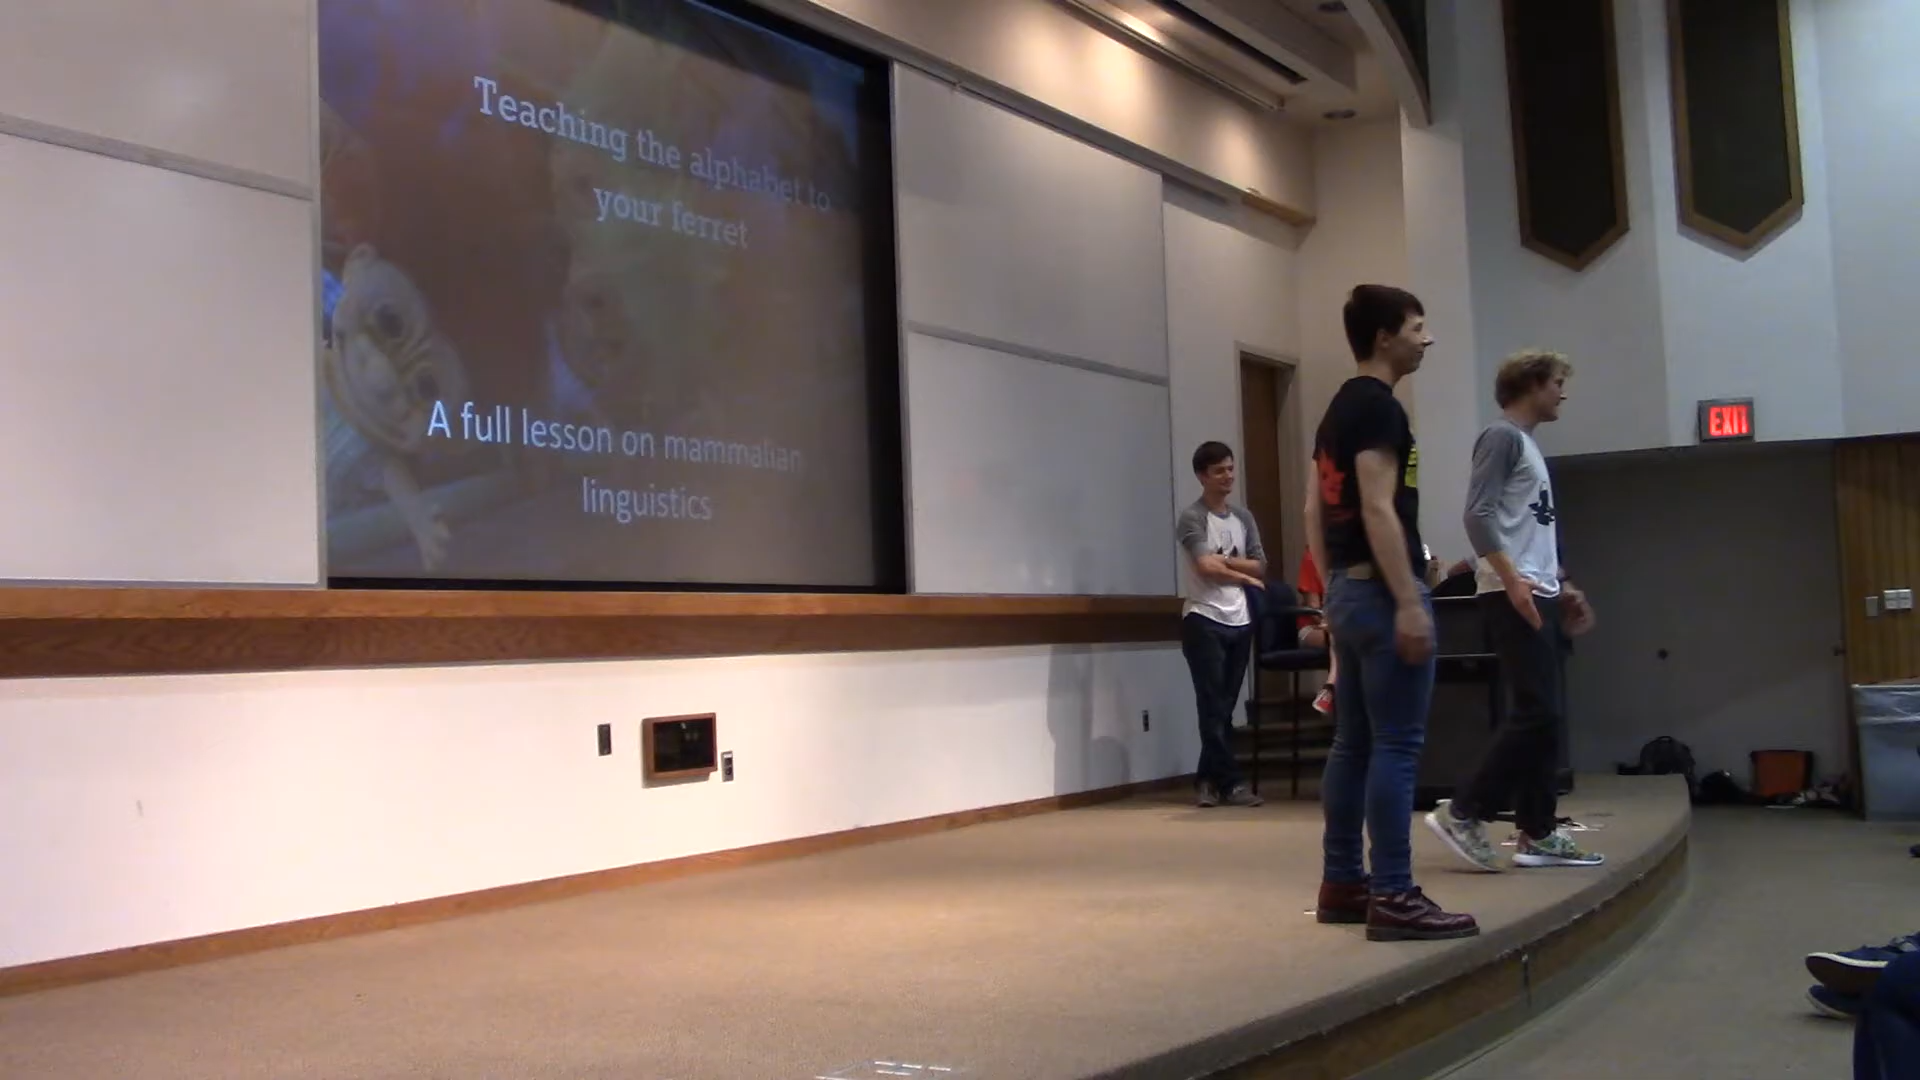 Teaching the alphabet to
your ferret
A full lesson on mammalian
linguistics
EXIT